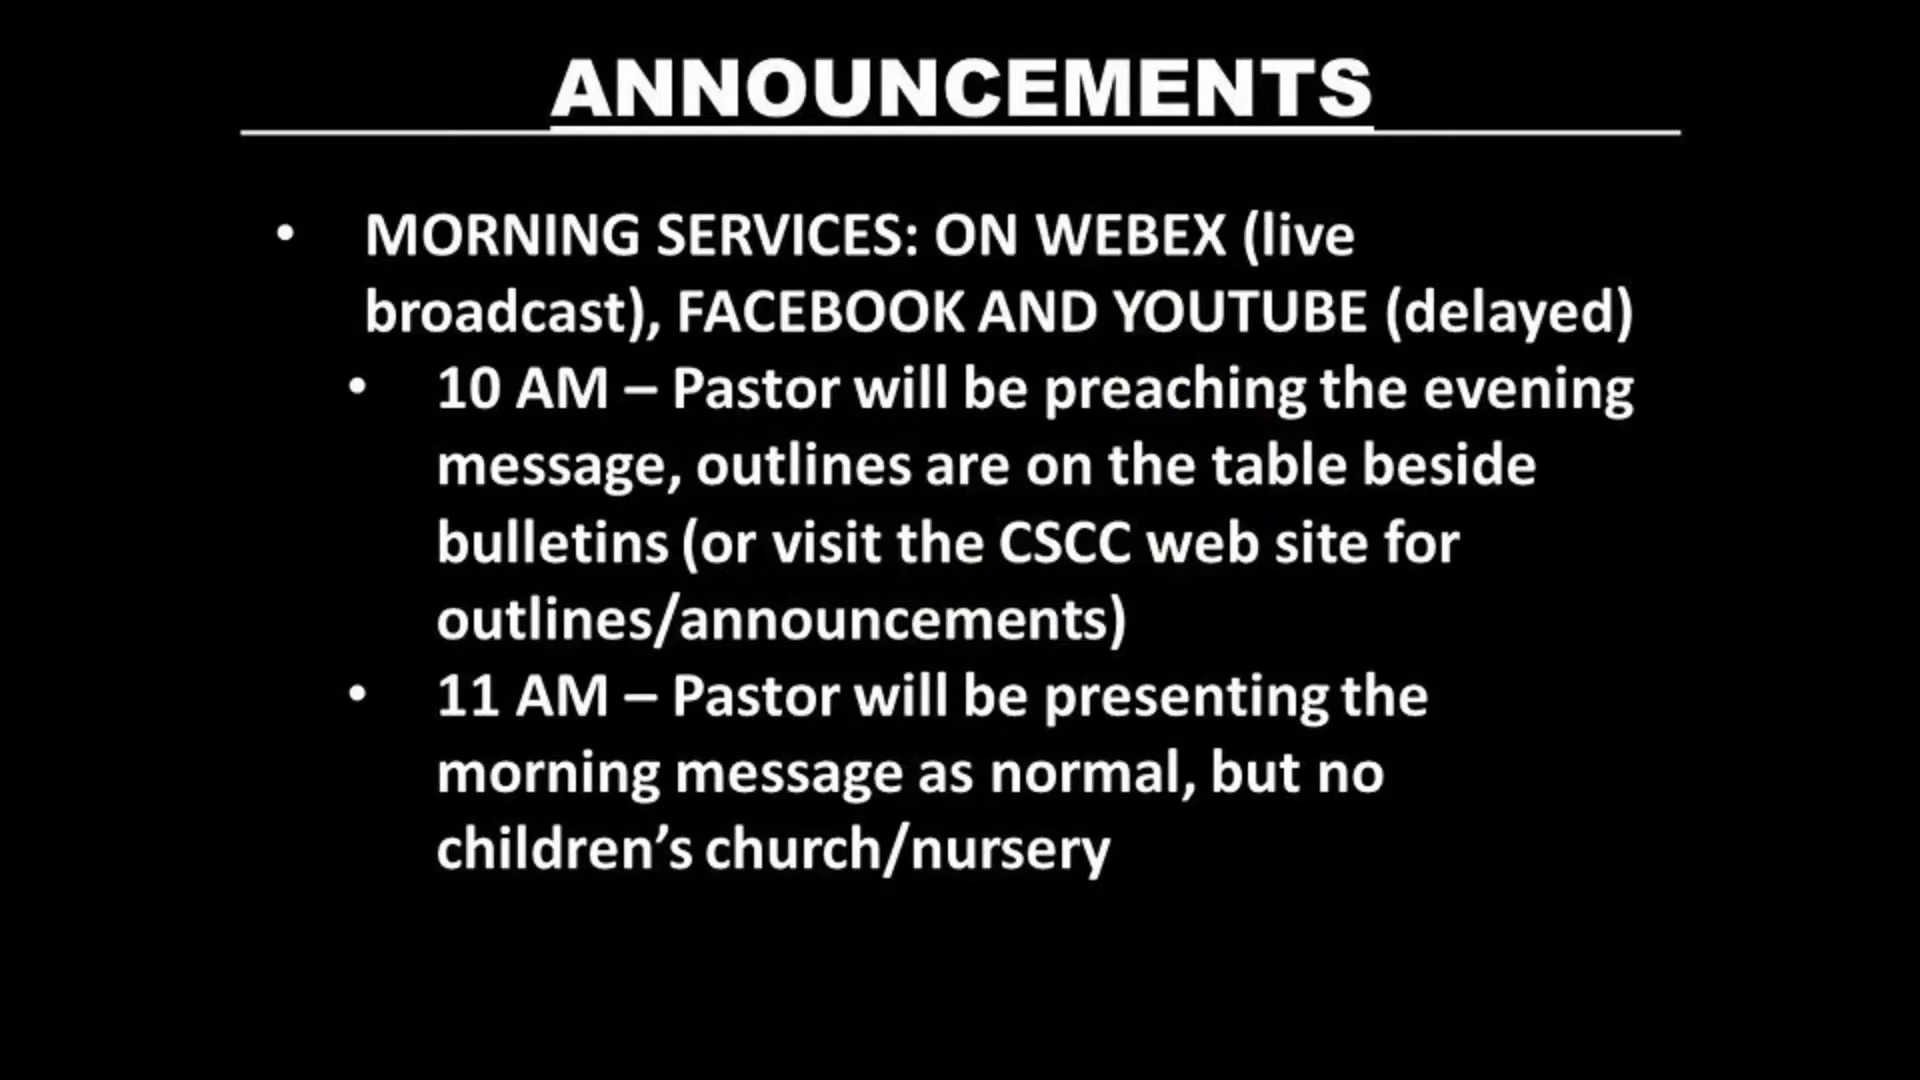 ANNOUNCEMENTS
• MORNING SERVICES: ON WEBEX (live
broadcast), FACEBOOK AND YOUTUBE (delayed)
• 10 AM – Pastor will be preaching the evening
message, outlines are on the table beside
bulletins (or visit the CSCC web site for
outlines/announcements)
• 11 AM – Pastor will be presenting the
morning message as normal, but no
children’s church/nursery